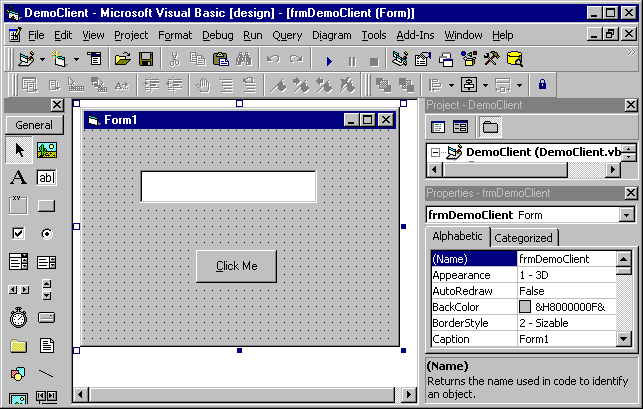 DemoClient - Microsoft Visual Basic [design] - [frmDemoClient (Form)]
File Edit View Project Format Debug Run Query Diagram Tools Add-Ins Window Help
General
A
ab|
xv
Form1
Click Me
Project - DemoClient
DemoClient (DemoClient.vb
Properties - frmDemoClient
frmDemoClient Form
Alphabetic Categorized
(Name) frmDemoClient
Appearance 1 - 3D
AutoRedraw False
BackColor &H8000000F&
BorderStyle 2 - Sizable
Caption Form1
(Name)
Returns the name used in code to identify
an object.